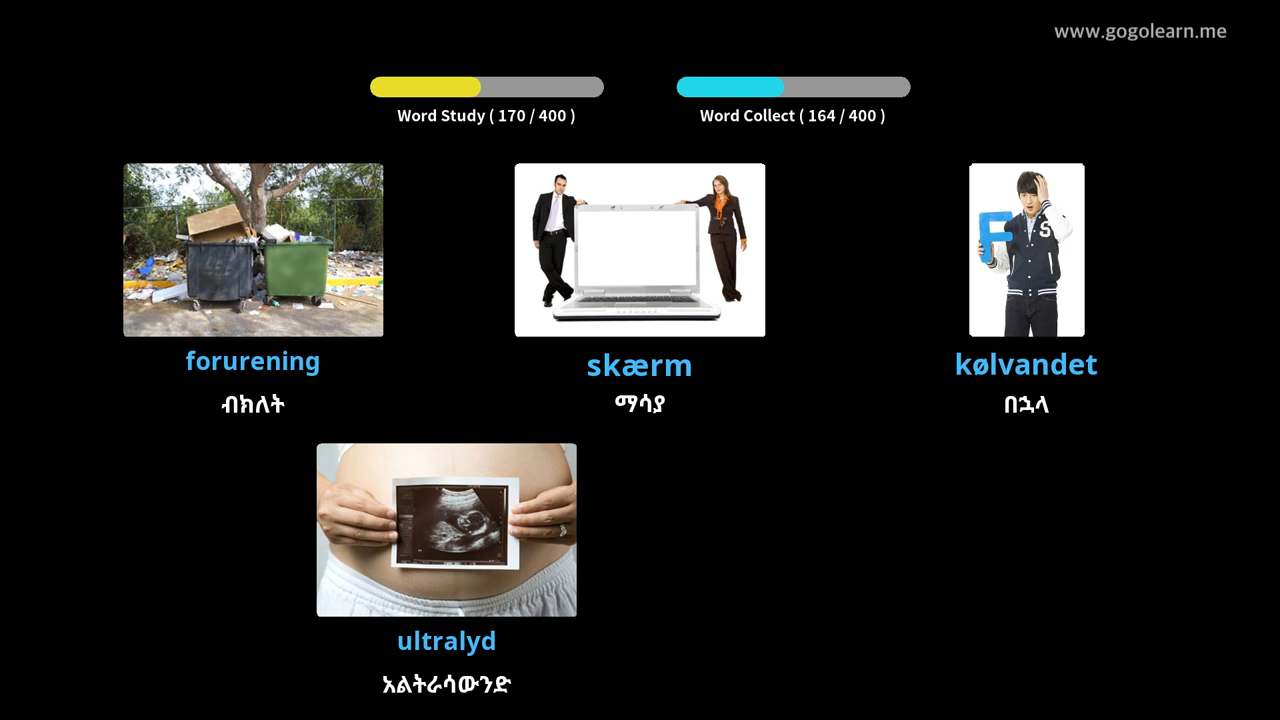 www.gogolearn.me
Word Study ( 170 / 400 )
Word Collect ( 164 / 400 )
F
S
forurening
skærm
kølvandet
ብክለት
ማሳያ
በኋላ
ultralyd
አልትራሳውንድ